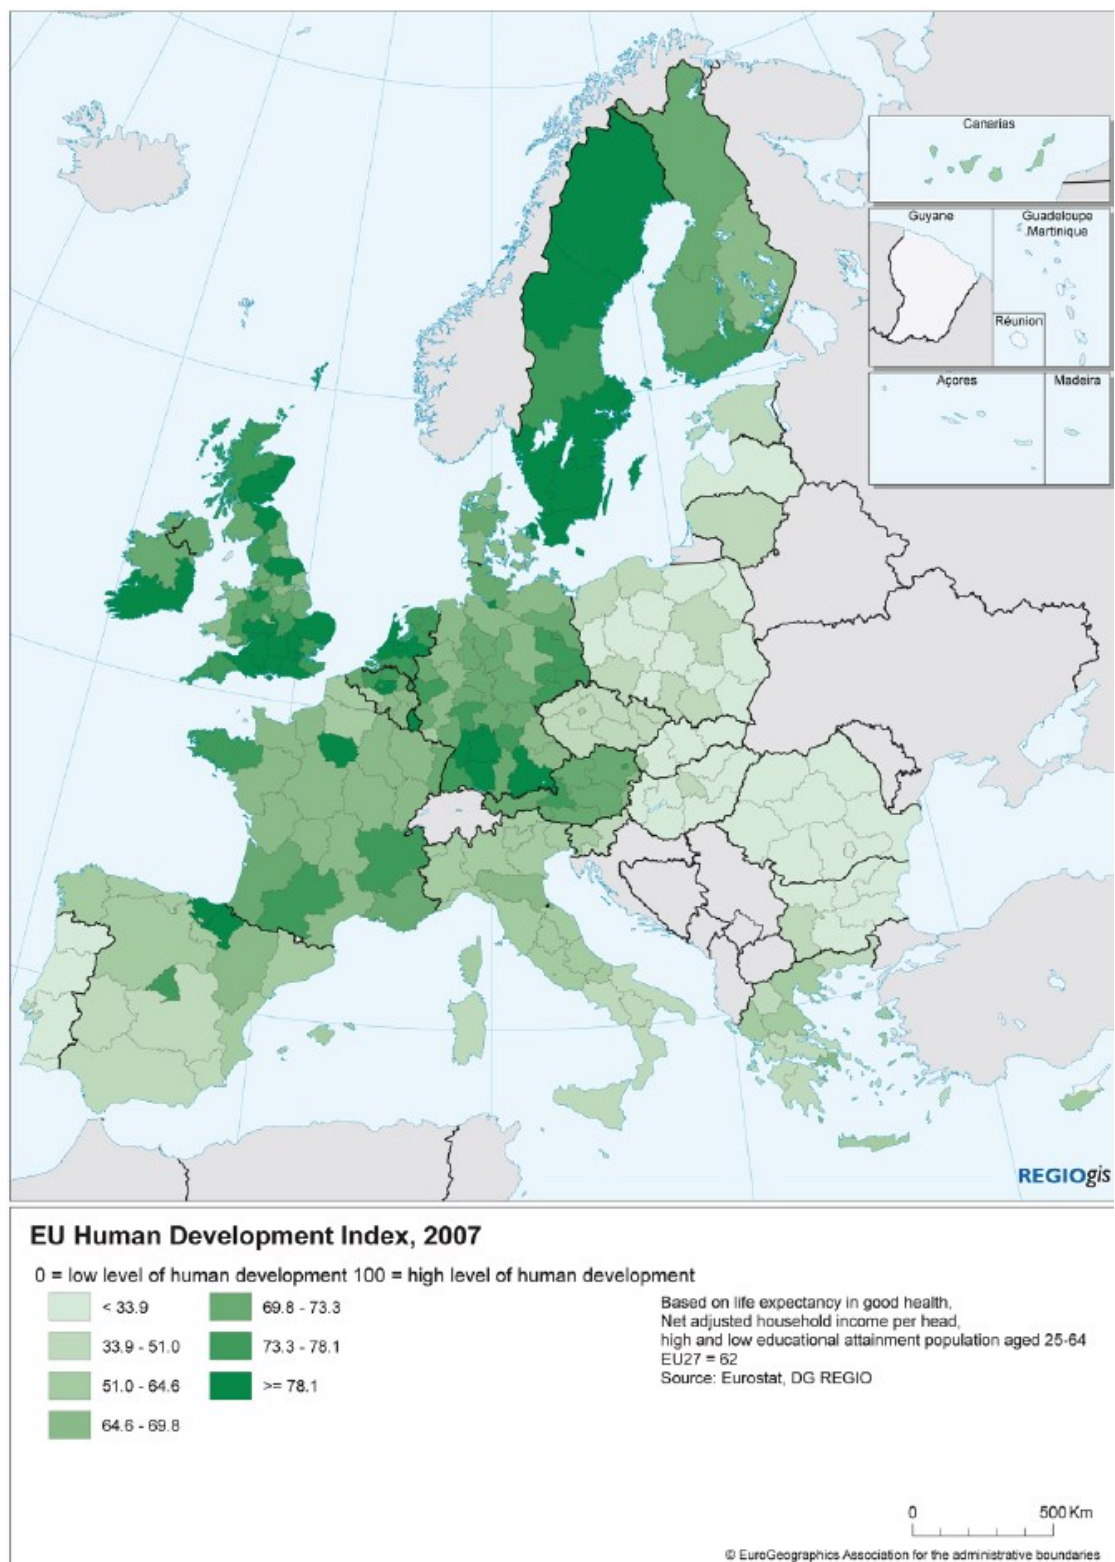 Canarias
Guyane
Guadeloupe
Martinique
Réunion
Açores
Madeira
REGIOgis
EU Human Development Index, 2007
0 = low level of human development 100 = high level of human development
< 33.9
33.9 - 51.0
51.0 - 64.6
64.6 - 69.8
69.8 - 73.3
73.3 - 78.1
>= 78.1
Based on life expectancy in good health,
Net adjusted household income per head,
high and low educational attainment population aged 25-64
EU27 = 62
Source: Eurostat, DG REGIO
0 500 Km
© EuroGeographics Association for the administrative boundaries